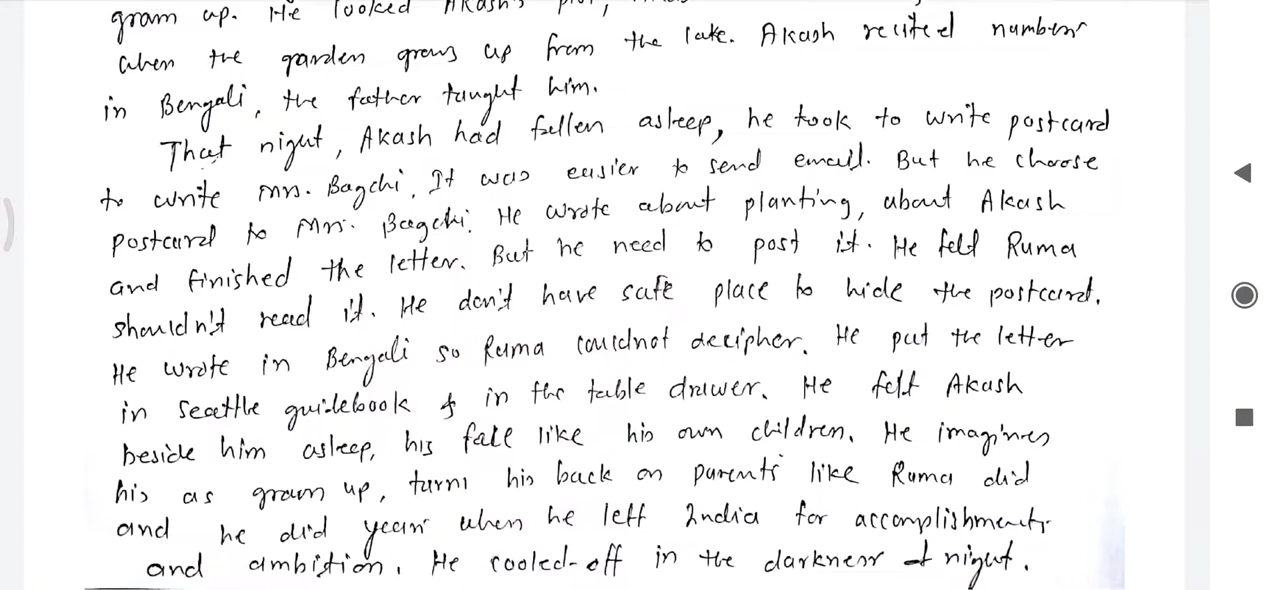 gram up. He looked Akash's
when the garden grows up from the lake. Akash recited number
in Bengali, the father taught him.
That night, Akash had fallen asleep, he took to write postcard
to write Mrs. Bagchi. It was easier to send email. But he choose
postcard to Mrs. Bagchi. He wrote about planting, about Akash
and finished the letter. But he need to post it. He felt Ruma
shouldn't read it. He don't have safe place to hide the postcard.
He wrote in Bengali so Ruma couldnot decipher. He put the letter
in Seattle guidebook & in the table drawer. He felt Akash
beside him asleep, his face like his own children. He imagines
his as grown up, turns his back on parents like Ruma did
and he did years when he left India for accomplishments
and ambistion. He cooled-off in the darkness of night.